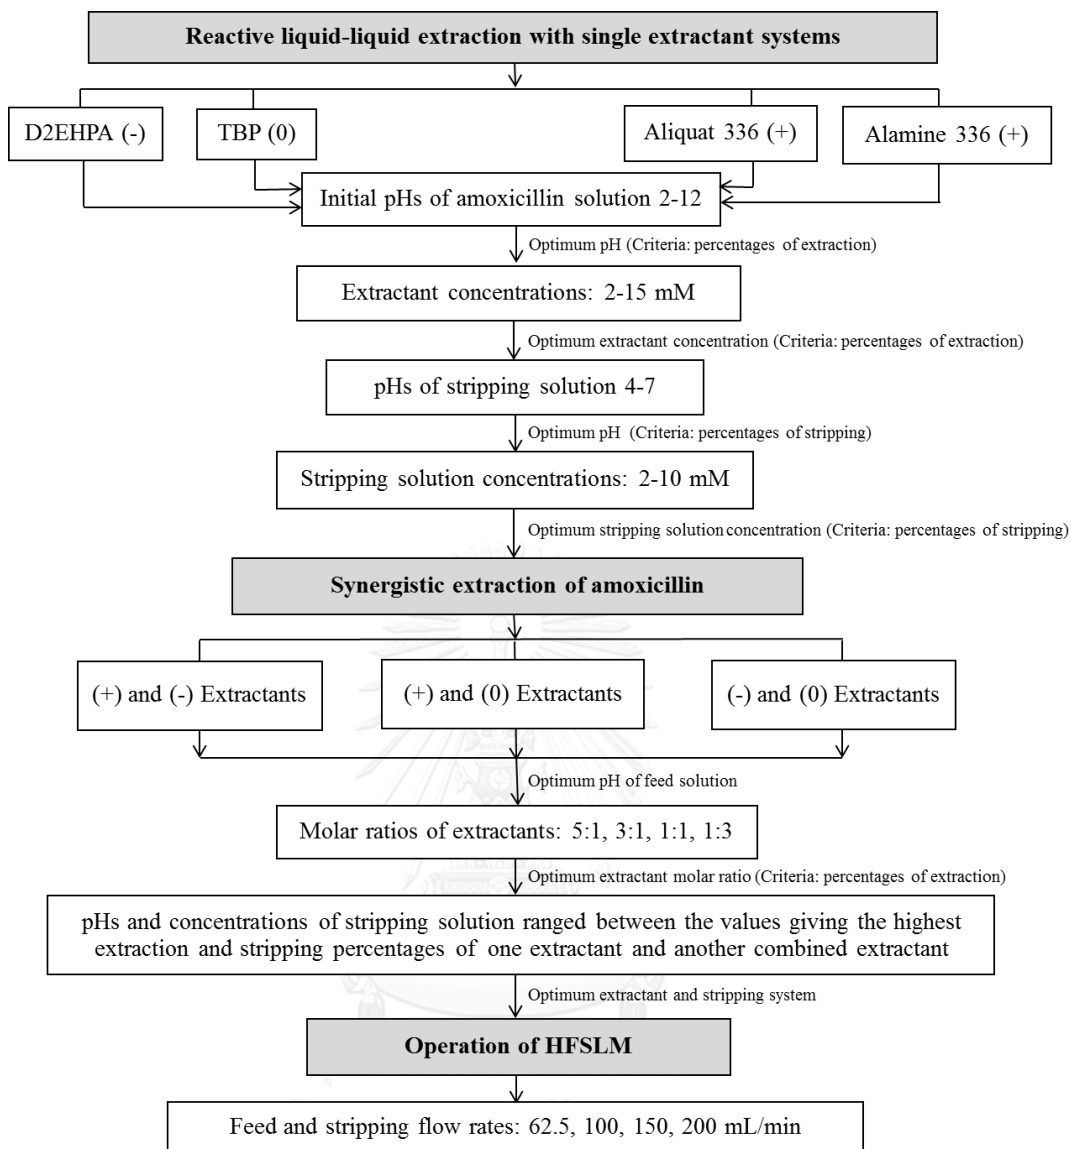 Reactive liquid-liquid extraction with single extractant systems
D2EHPA (-)
TBP (0)
Aliquat 336 (+)
Alamine 336 (+)
Initial pHs of amoxicillin solution 2-12
Optimum pH (Criteria: percentages of extraction)
Extractant concentrations: 2-15 mM
Optimum extractant concentration (Criteria: percentages of extraction)
pHs of stripping solution 4-7
Optimum pH (Criteria: percentages of stripping)
Stripping solution concentrations: 2-10 mM
Optimum stripping solution concentration (Criteria: percentages of stripping)
Synergistic extraction of amoxicillin
(+) and (-) Extractants
(+) and (0) Extractants
(-) and (0) Extractants
Optimum pH of feed solution
Molar ratios of extractants: 5:1, 3:1, 1:1, 1:3
Optimum extractant molar ratio (Criteria: percentages of extraction)
pHs and concentrations of stripping solution ranged between the values giving the highest
extraction and stripping percentages of one extractant and another combined extractant
Optimum extractant and stripping system
Operation of HFSLM
Feed and stripping flow rates: 62.5, 100, 150, 200 mL/min